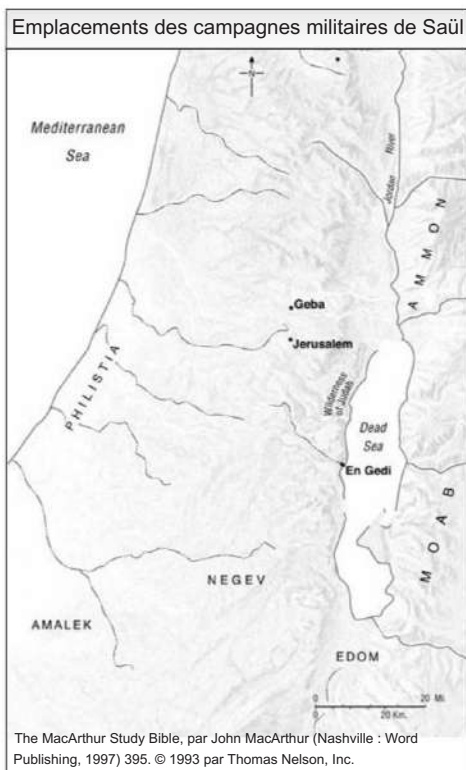 Emplacements des campagnes militaires de Saül
N
Mediterranean
Sea
Jordan River
AMMON
Geba
Jerusalem
PHILISTIA
Wilderness
of Judah
Dead
Sea
En Gedi
MOAB
NEGEV
AMALEK
EDOM
0 20 Mi.
0 20 Km.
The MacArthur Study Bible, par John MacArthur (Nashville : Word
Publishing, 1997) 395. © 1993 par Thomas Nelson, Inc.